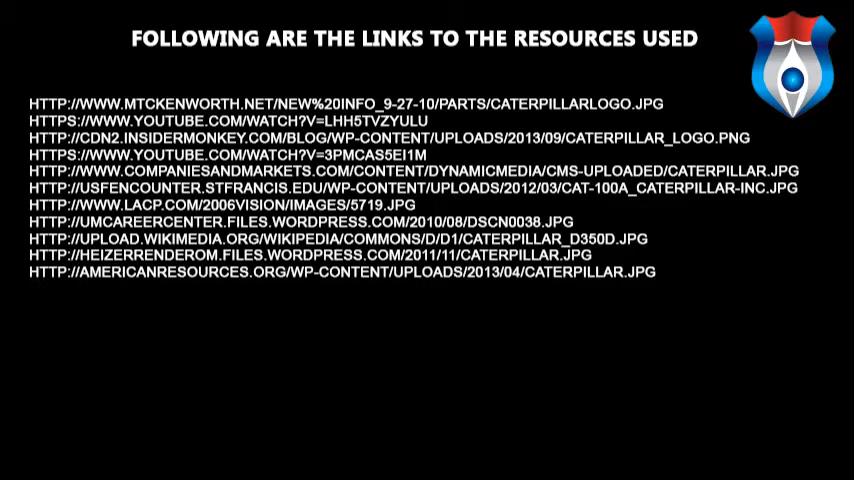 FOLLOWING ARE THE LINKS TO THE RESOURCES USED
HTTP://WWW.MTCKENWORTH.NET/NEW%20INFO_9-27-10/PARTS/CATERPILLARLOGO.JPG
HTTPS://WWW.YOUTUBE.COM/WATCH?V=LHH5TVZYULU
HTTP://CDN2.INSIDERMONKEY.COM/BLOG/WP-CONTENT/UPLOADS/2013/09/CATERPILLAR_LOGO.PNG
HTTPS://WWW.YOUTUBE.COM/WATCH?V=3PMCAS5EI1M
HTTP://WWW.COMPANIESANDMARKETS.COM/CONTENT/DYNAMICMEDIA/CMS-UPLOADED/CATERPILLAR.JPG
HTTP://USFENCOUNTER.STFRANCIS.EDU/WP-CONTENT/UPLOADS/2012/03/CAT-100A_CATERPILLAR-INC.JPG
HTTP://WWW.LACP.COM/2006VISION/IMAGES/5719.JPG
HTTP://UMCAREERCENTER.FILES.WORDPRESS.COM/2010/08/DSCN0038.JPG
HTTP://UPLOAD.WIKIMEDIA.ORG/WIKIPEDIA/COMMONS/D/D1/CATERPILLAR_D350D.JPG
HTTP://HEIZERRENDEROM.FILES.WORDPRESS.COM/2011/11/CATERPILLAR.JPG
HTTP://AMERICANRESOURCES.ORG/WP-CONTENT/UPLOADS/2013/04/CATERPILLAR.JPG